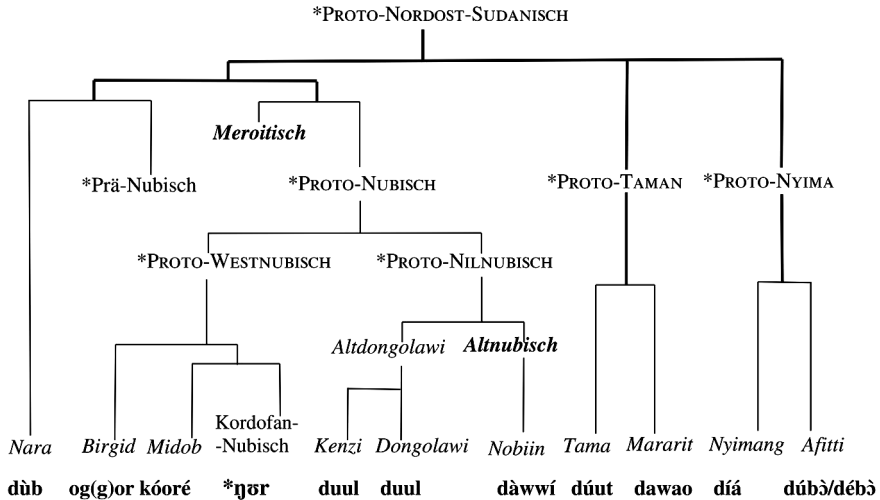 *PROTO-NORDOST-SUDANISCH
Meroitisch
*Prä-Nubisch *PROTO-NUBISCH *PROTO-TAMAN *PROTO-NYIMA
*PROTO-WESTNUBISCH *PROTO-NILNUBISCH
Altdongolawi Altnubisch
Kordofan-
Nara Birgid Midob -Nubisch Kenzi Dongolawi Nobiin Tama Mararit Nyimang Afitti
dùb og(g)or kóoré *ŋʊr duul duul dàwwí dúut dawao díá dúbɔ̀/débɔ̀